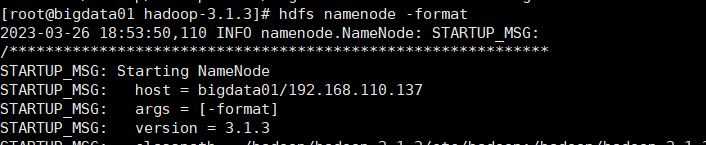 [root@bigdata01 hadoop-3.1.3]# hdfs namenode -format
2023-03-26 18:53:50,110 INFO namenode.NameNode: STARTUP_MSG:
/************************************************************
STARTUP_MSG: Starting NameNode
STARTUP_MSG:   host = bigdata01/192.168.110.137
STARTUP_MSG:   args = [-format]
STARTUP_MSG:   version = 3.1.3